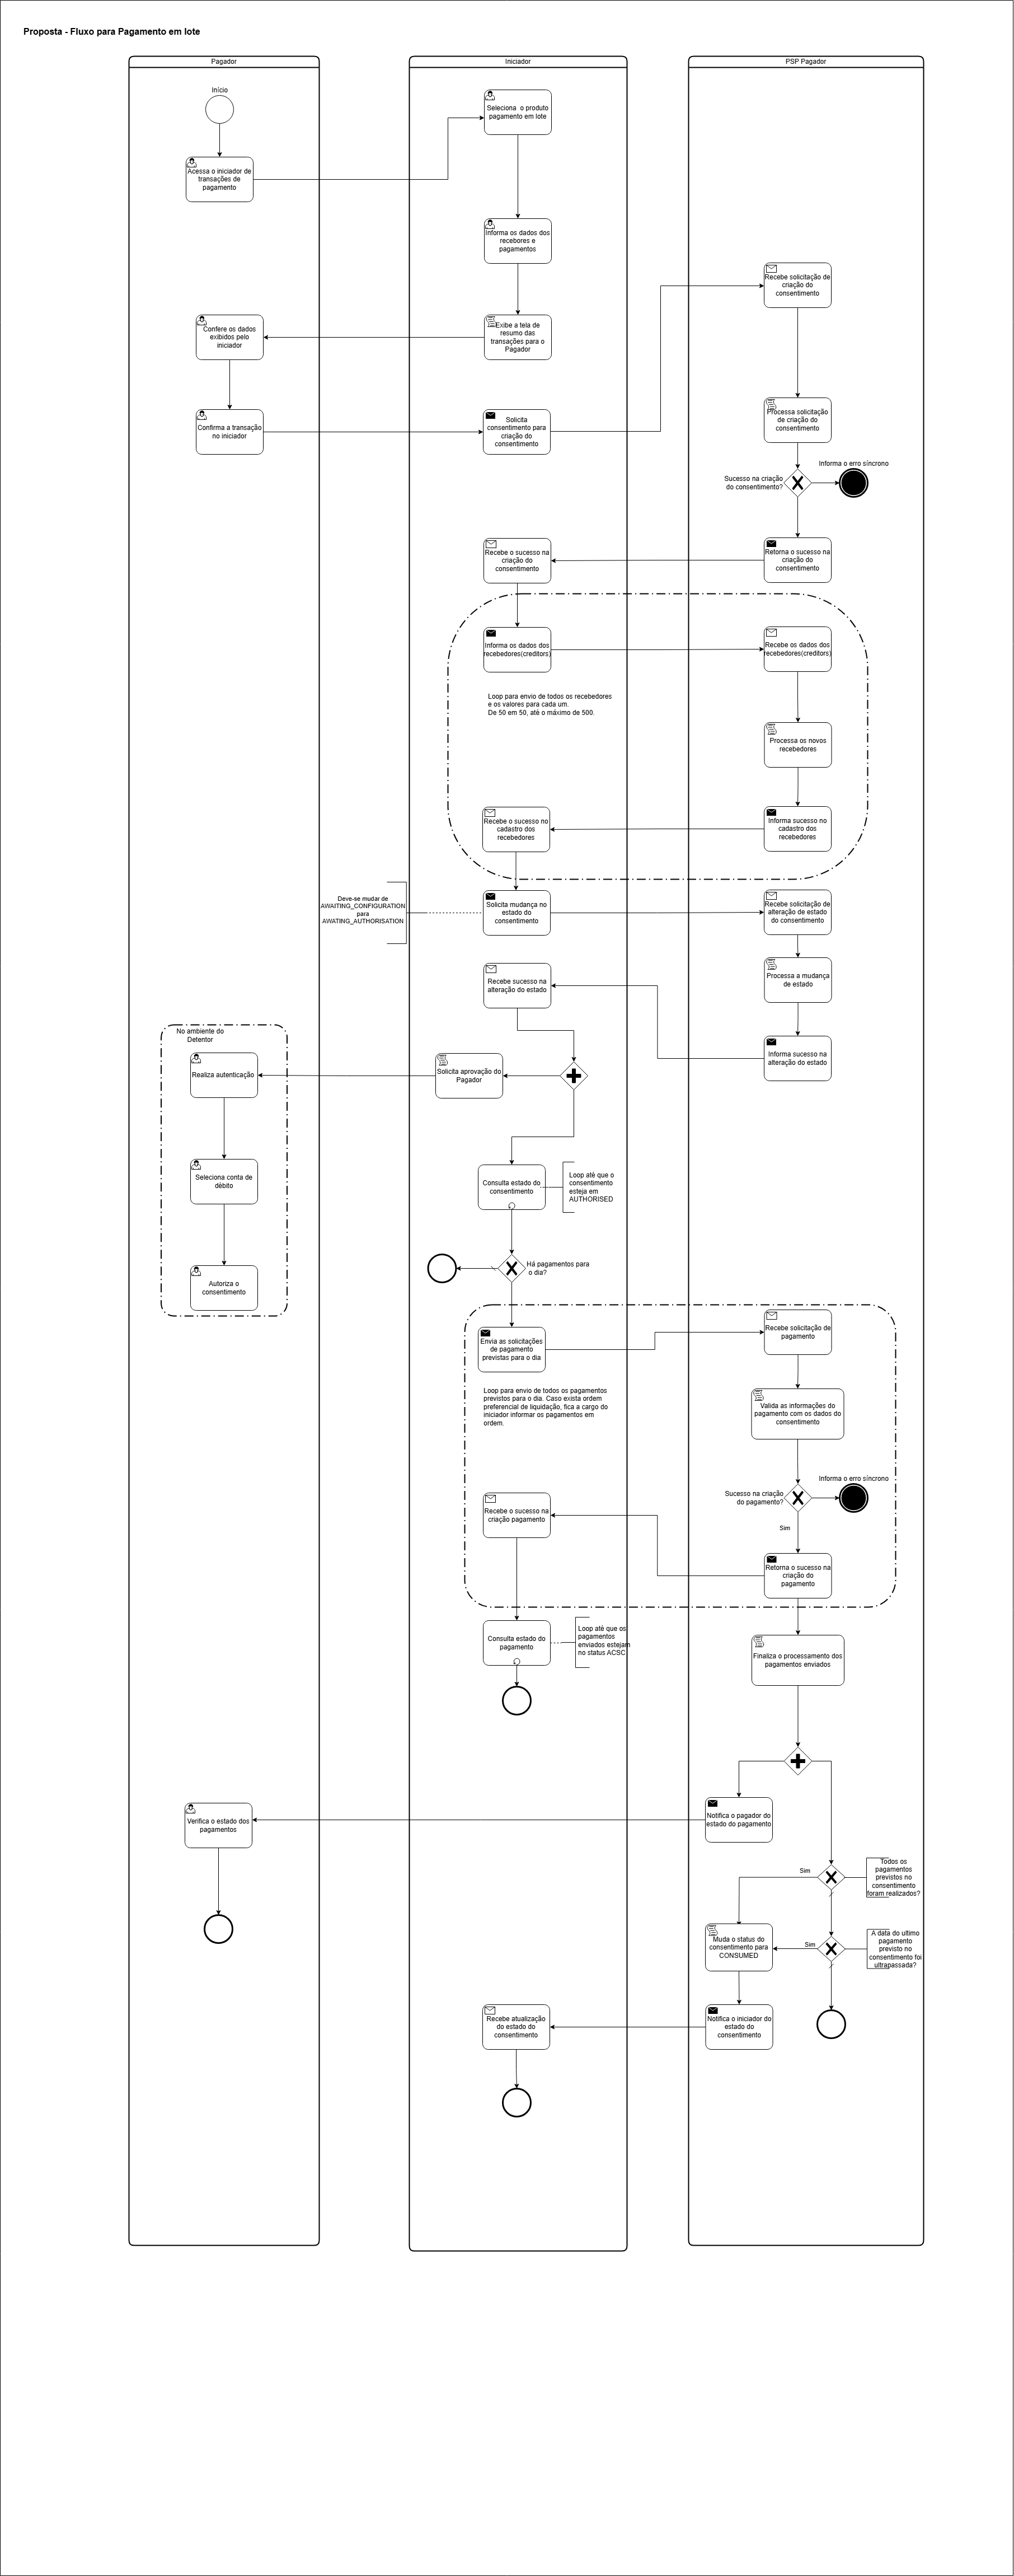 Proposta - Fluxo para Pagamento em lote
Pagador
Iniciador
PSP Pagador
Início
Acessa o iniciador de
transações de
pagamento
Seleciona o produto
pagamento em lote
Informa os dados dos
recebores e
pagamentos
Exibe a tela de
resumo das
transações para o
Pagador
Confere os dados
exibidos pelo
iniciador
Confirma a transação
no iniciador
Solicita
consentimento para
criação do
consentimento
Recebe solicitação de
criação do
consentimento
Processa solicitação
de criação do
consentimento
Informa o erro síncrono
Sucesso na criação
do consentimento?
Retorna o sucesso na
criação do
consentimento
Recebe o sucesso na
criação do
consentimento
Informa os dados dos
recebedores(creditors)
Recebe os dados dos
recebedores(creditors)
Loop para envio de todos os recebedores
e os valores para cada um.
De 50 em 50, até o máximo de 500.
Processa os novos
recebedores
Informa sucesso no
cadastro dos
recebedores
Recebe o sucesso no
cadastro dos
recebedores
Deve-se mudar de
AWAITING_CONFIGURATION
para
AWATING_AUTHORISATION
Solicita mudança no
estado do
consentimento
Recebe solicitação de
alteração de estado
do consentimento
Processa a mudança
de estado
Informa sucesso na
alteração do estado
Recebe sucesso na
alteração do estado
No ambiente do
Detentor
Realiza autenticação
Solicita aprovação do
Pagador
Seleciona conta de
débito
Autoriza o
consentimento
Consulta estado do
consentimento
Loop até que o
consentimento
esteja em
AUTHORISED
Há pagamentos para
o dia?
Envia as solicitações
de pagamento
previstas para o dia
Recebe solicitação de
pagamento
Loop para envio de todos os pagamentos
previstos para o dia. Caso exista ordem
preferencial de liquidação, fica a cargo do
iniciador informar os pagamentos em
ordem.
Valida as informações do
pagamento com os dados do
consentimento
Informa o erro síncrono
Sucesso na criação
do pagamento?
Sim
Retorna o sucesso na
criação do
pagamento
Recebe o sucesso na
criação pagamento
Consulta estado do
pagamento
Loop até que os
pagamentos
enviados estejam
no status ACSC
Finaliza o processamento dos
pagamentos enviados
Notifica o pagador do
estado do pagamento
Verifica o estado dos
pagamentos
Sim
Todos os
pagamentos
previstos no
consentimento
foram realizados?
Muda o status do
consentimento para
CONSUMED
Sim
A data do ultimo
pagamento
previsto no
consentimento foi
ultrapassada?
Notifica o iniciador do
estado do
consentimento
Recebe atualização
do estado do
consentimento